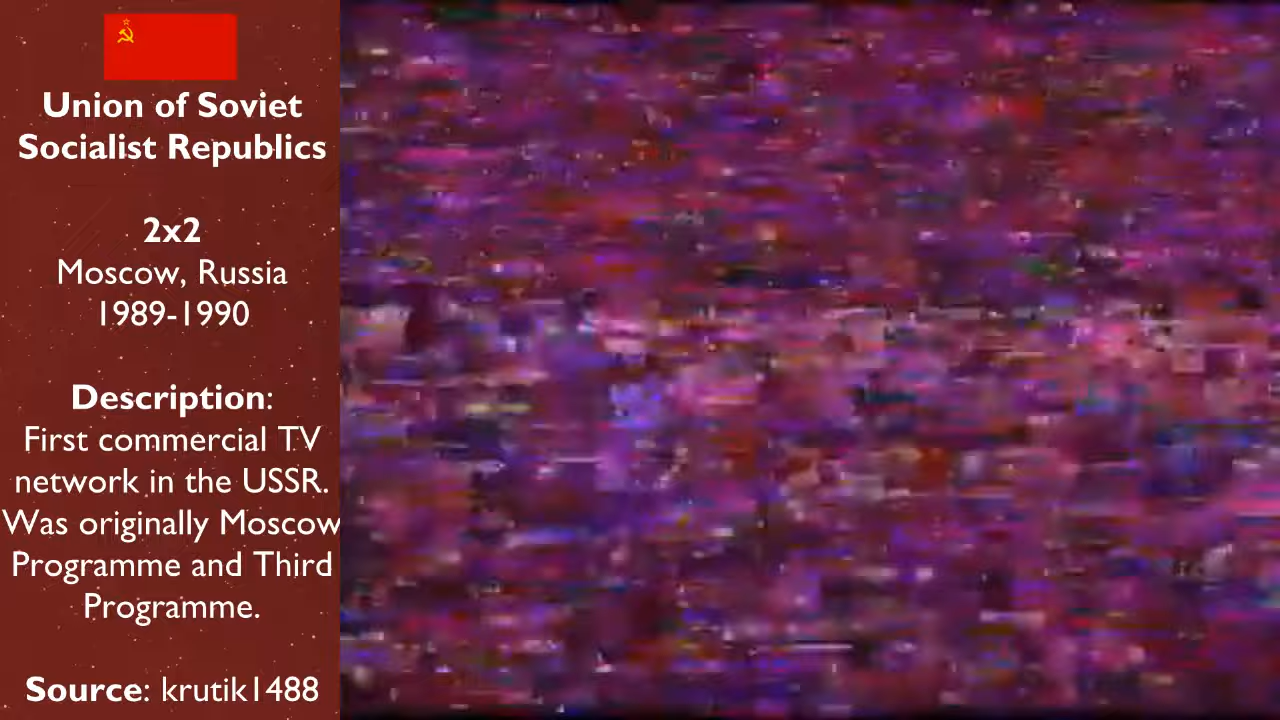 Union of Soviet
Socialist Republics
2x2
Moscow, Russia
1989-1990
Description:
First commercial TV
network in the USSR.
Was originally Moscow
Programme and Third
Programme.
Source: krutik1488